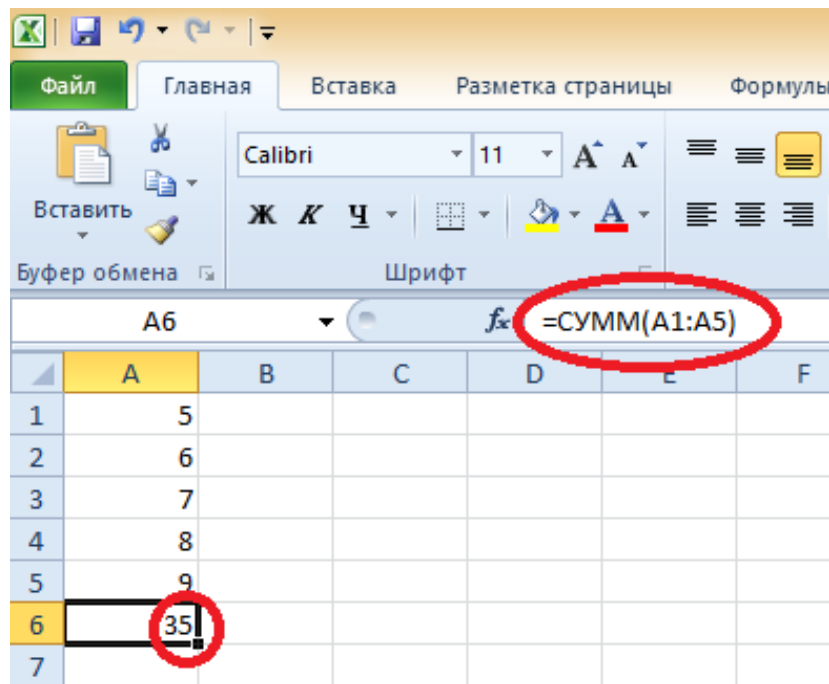 Файл Главная Вставка Разметка страницы Формулы
Calibri 11 A A
Вставить Ж К Ч A
Буфер обмена Шрифт
A6 fx =СУММ(A1:A5)
A B C D E F
1 5
2 6
3 7
4 8
5 9
6 35
7